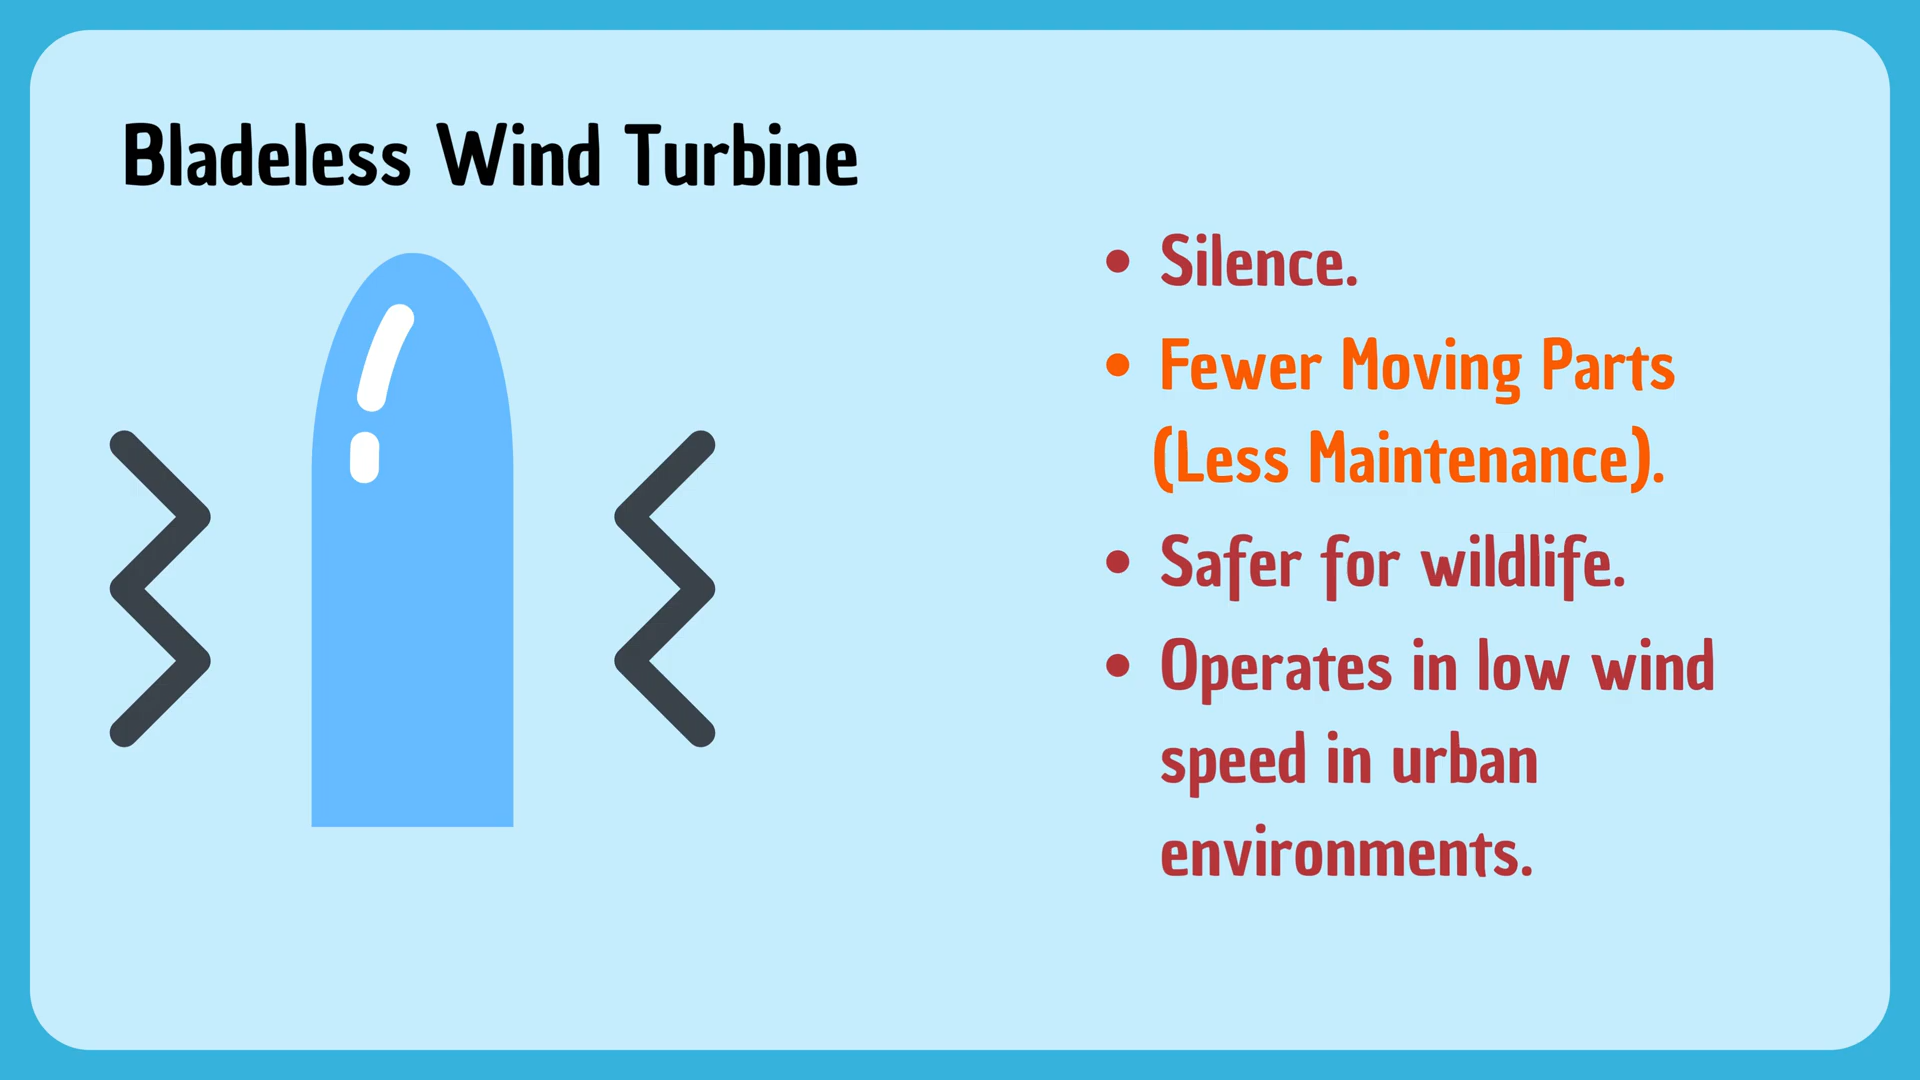 Bladeless Wind Turbine
• Silence.
• Fewer Moving Parts
(Less Maintenance).
• Safer for wildlife.
• Operates in low wind
speed in urban
environments.